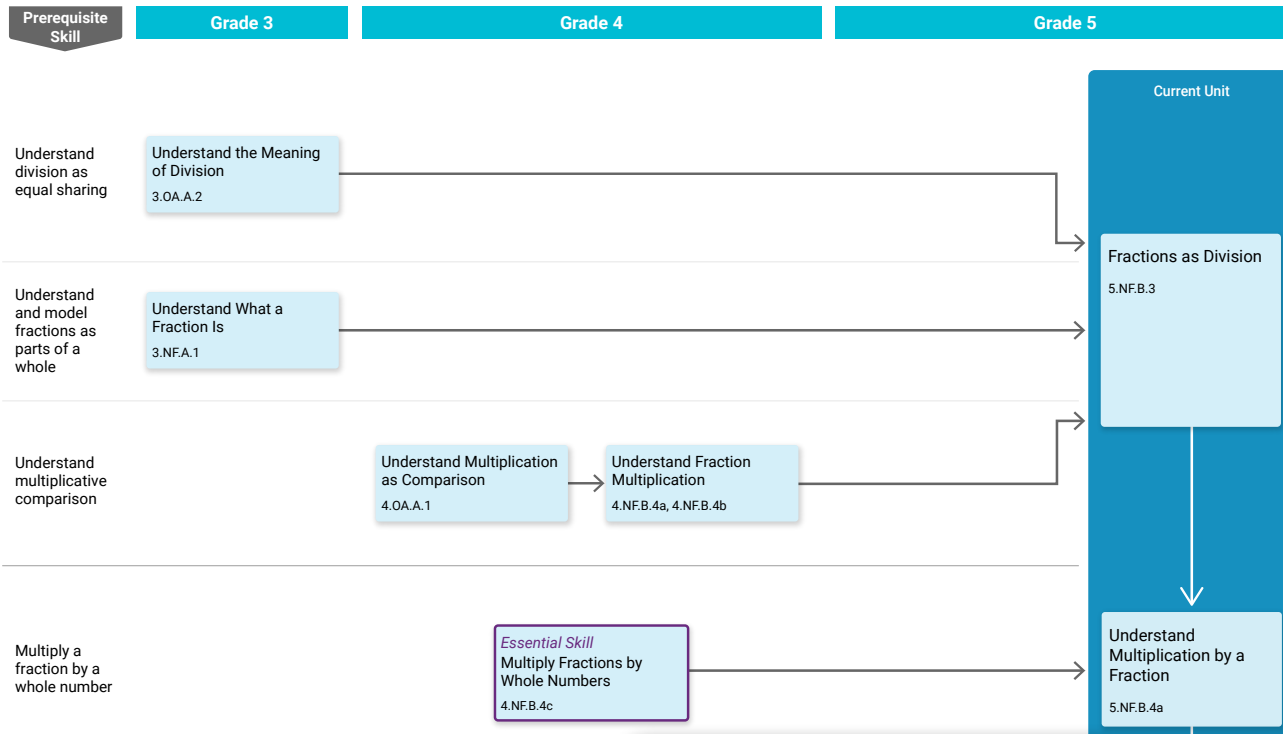 Prerequisite
Skill
Grade 3
Grade 4
Grade 5
Current Unit
Understand
division as
equal sharing
Understand the Meaning
of Division
3.OA.A.2
Fractions as Division
5.NF.B.3
Understand
and model
fractions as
parts of a
whole
Understand What a
Fraction Is
3.NF.A.1
Understand
multiplicative
comparison
Understand Multiplication
as Comparison
4.OA.A.1
Understand Fraction
Multiplication
4.NF.B.4a, 4.NF.B.4b
Multiply a
fraction by a
whole number
Essential Skill
Multiply Fractions by
Whole Numbers
4.NF.B.4c
Understand
Multiplication by a
Fraction
5.NF.B.4a